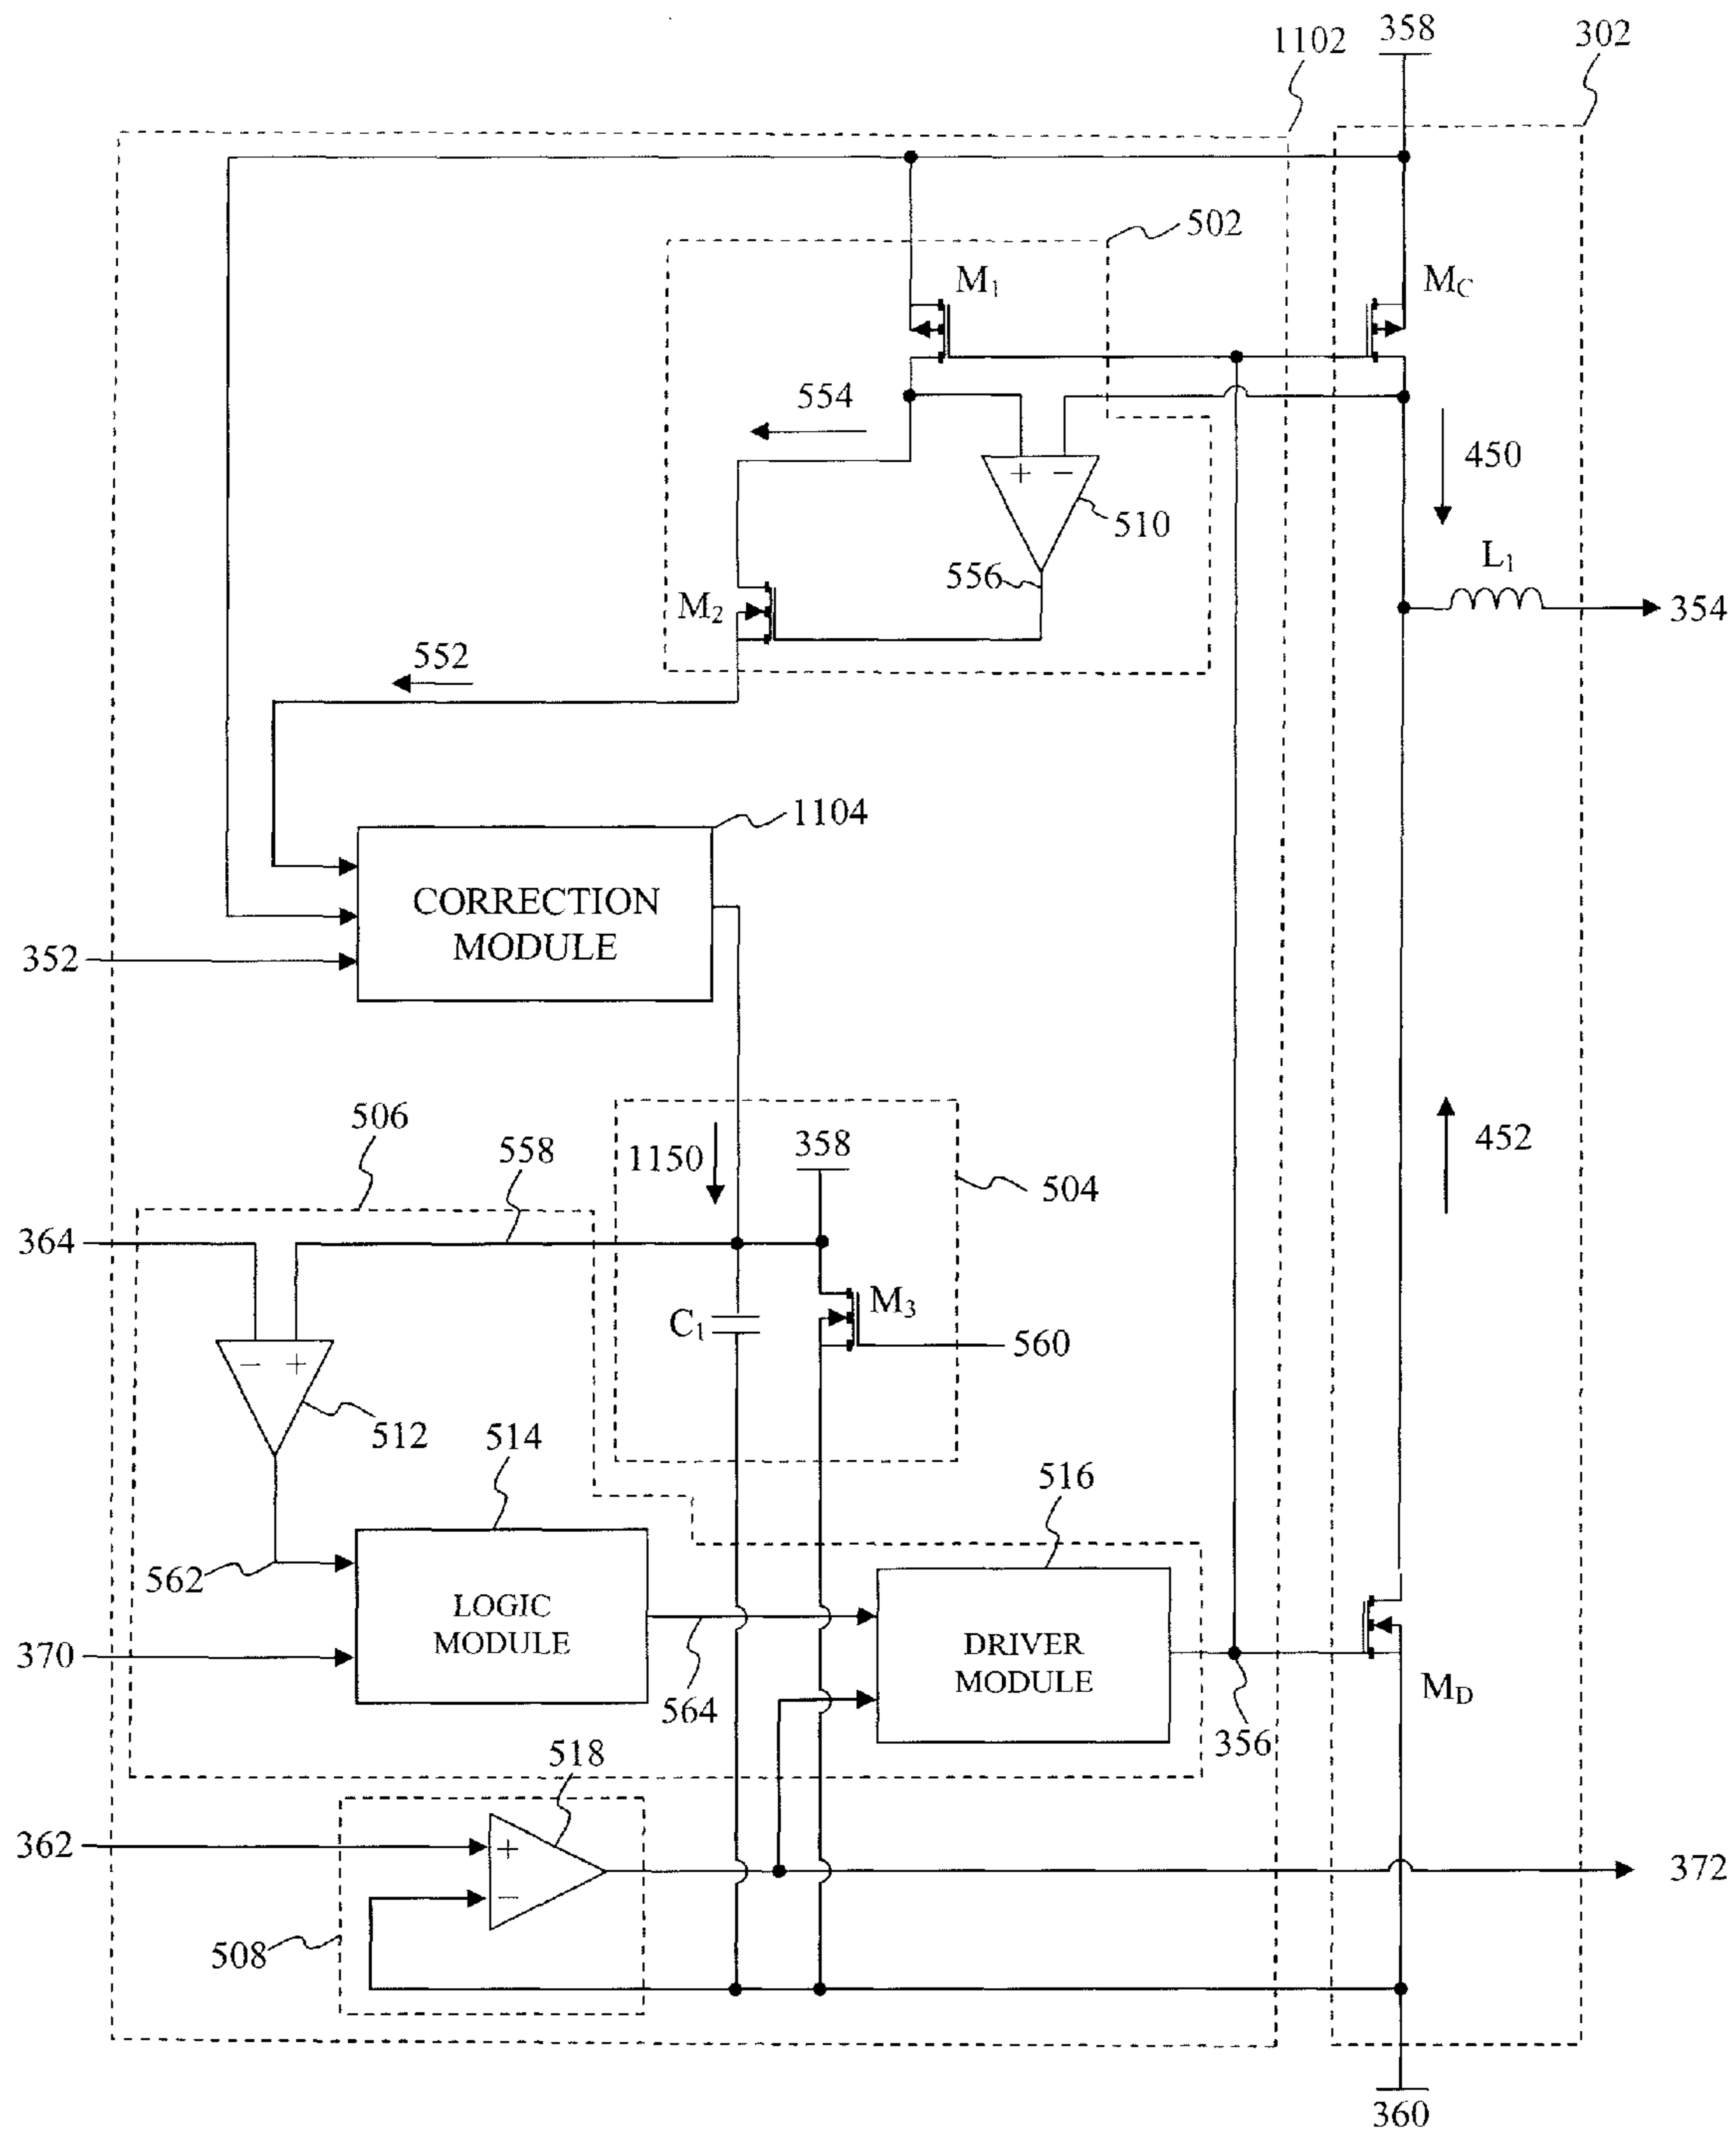 358
302
1102
502
M1
MC
554
450
510
L1
556
M2
354
552
1104
CORRECTION
MODULE
352
506
558
1150
358
504
452
364
C1
M3
560
512
514
516
562
LOGIC
MODULE
DRIVER
MODULE
370
564
356
MD
518
362
372
508
360
+
−
−
+
+
−